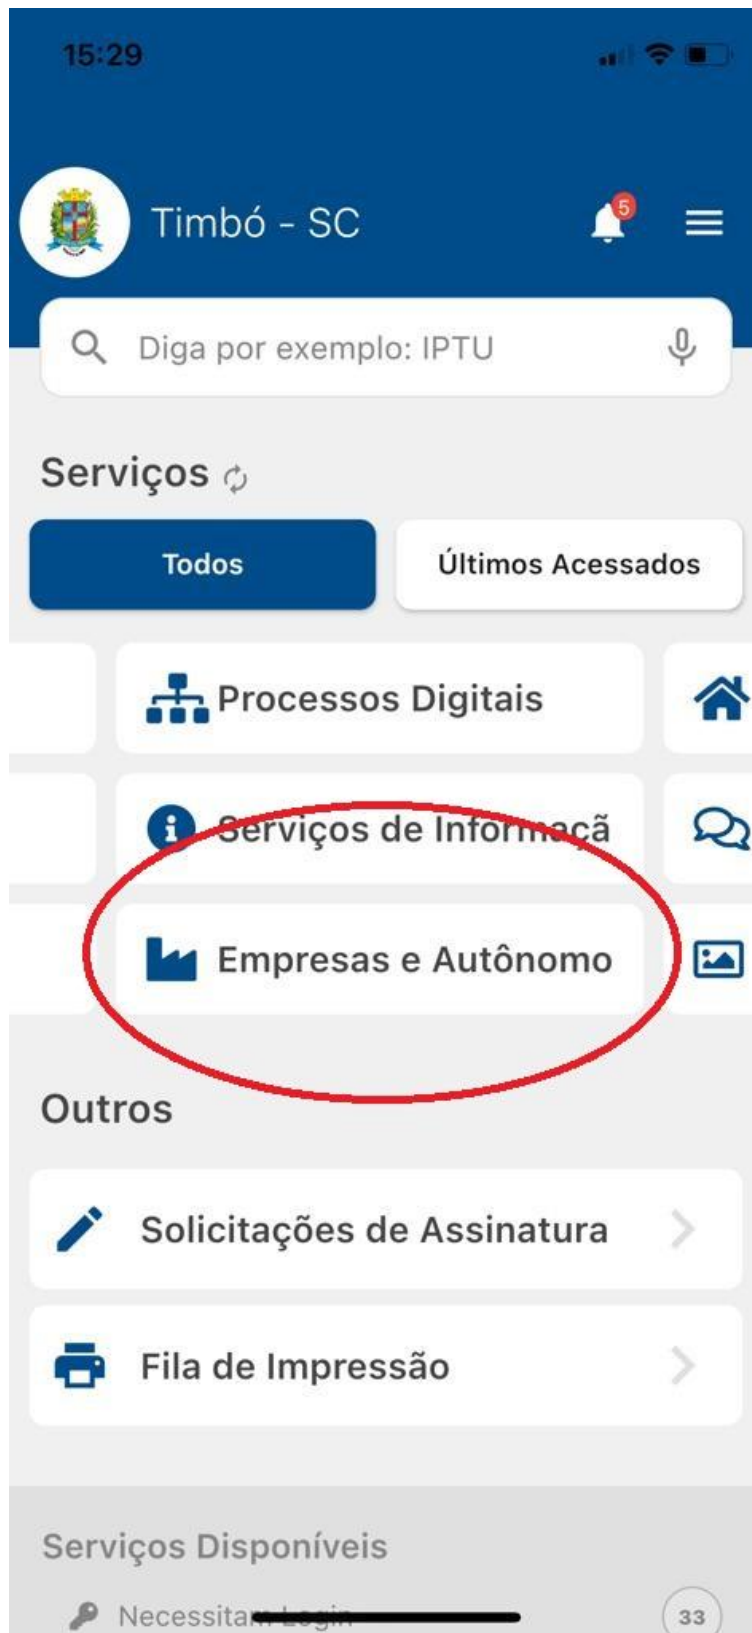 15:29
Timbó - SC
5
Diga por exemplo: IPTU
Serviços
Todos
Últimos Acessados
Processos Digitais
Serviços de Informaçã
Empresas e Autônomo
Outros
Solicitações de Assinatura
Fila de Impressão
Serviços Disponíveis
Necessitam Login
33